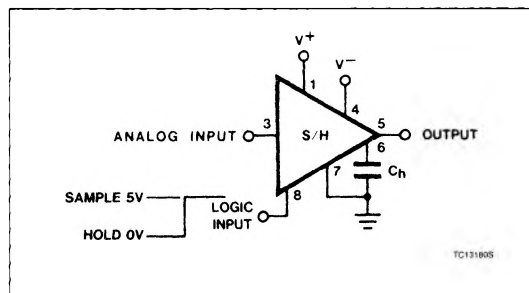 V+
V−
1
4
ANALOG INPUT
3
S/H
5
OUTPUT
6
Ch
7
8
SAMPLE 5V
LOGIC
INPUT
HOLD 0V
TC13180S